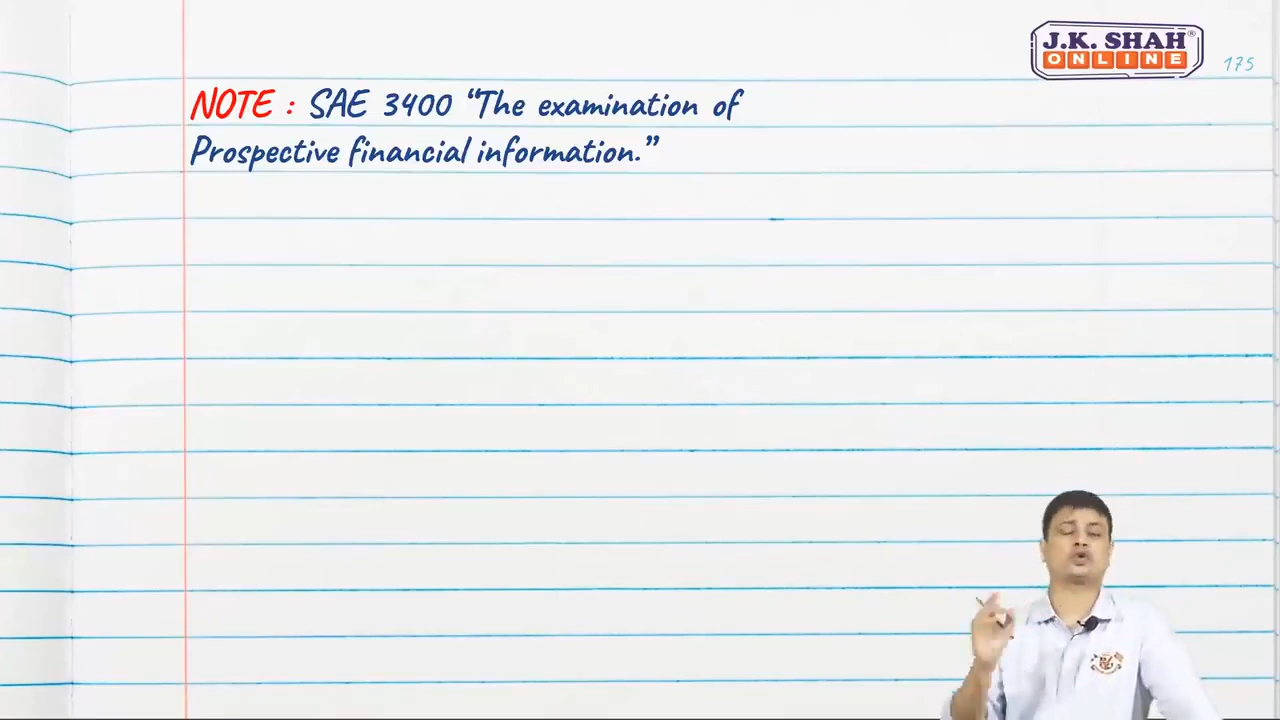 J.K. SHAH®
ONLINE
175
NOTE : SAE 3400 “The examination of
Prospective financial information.”